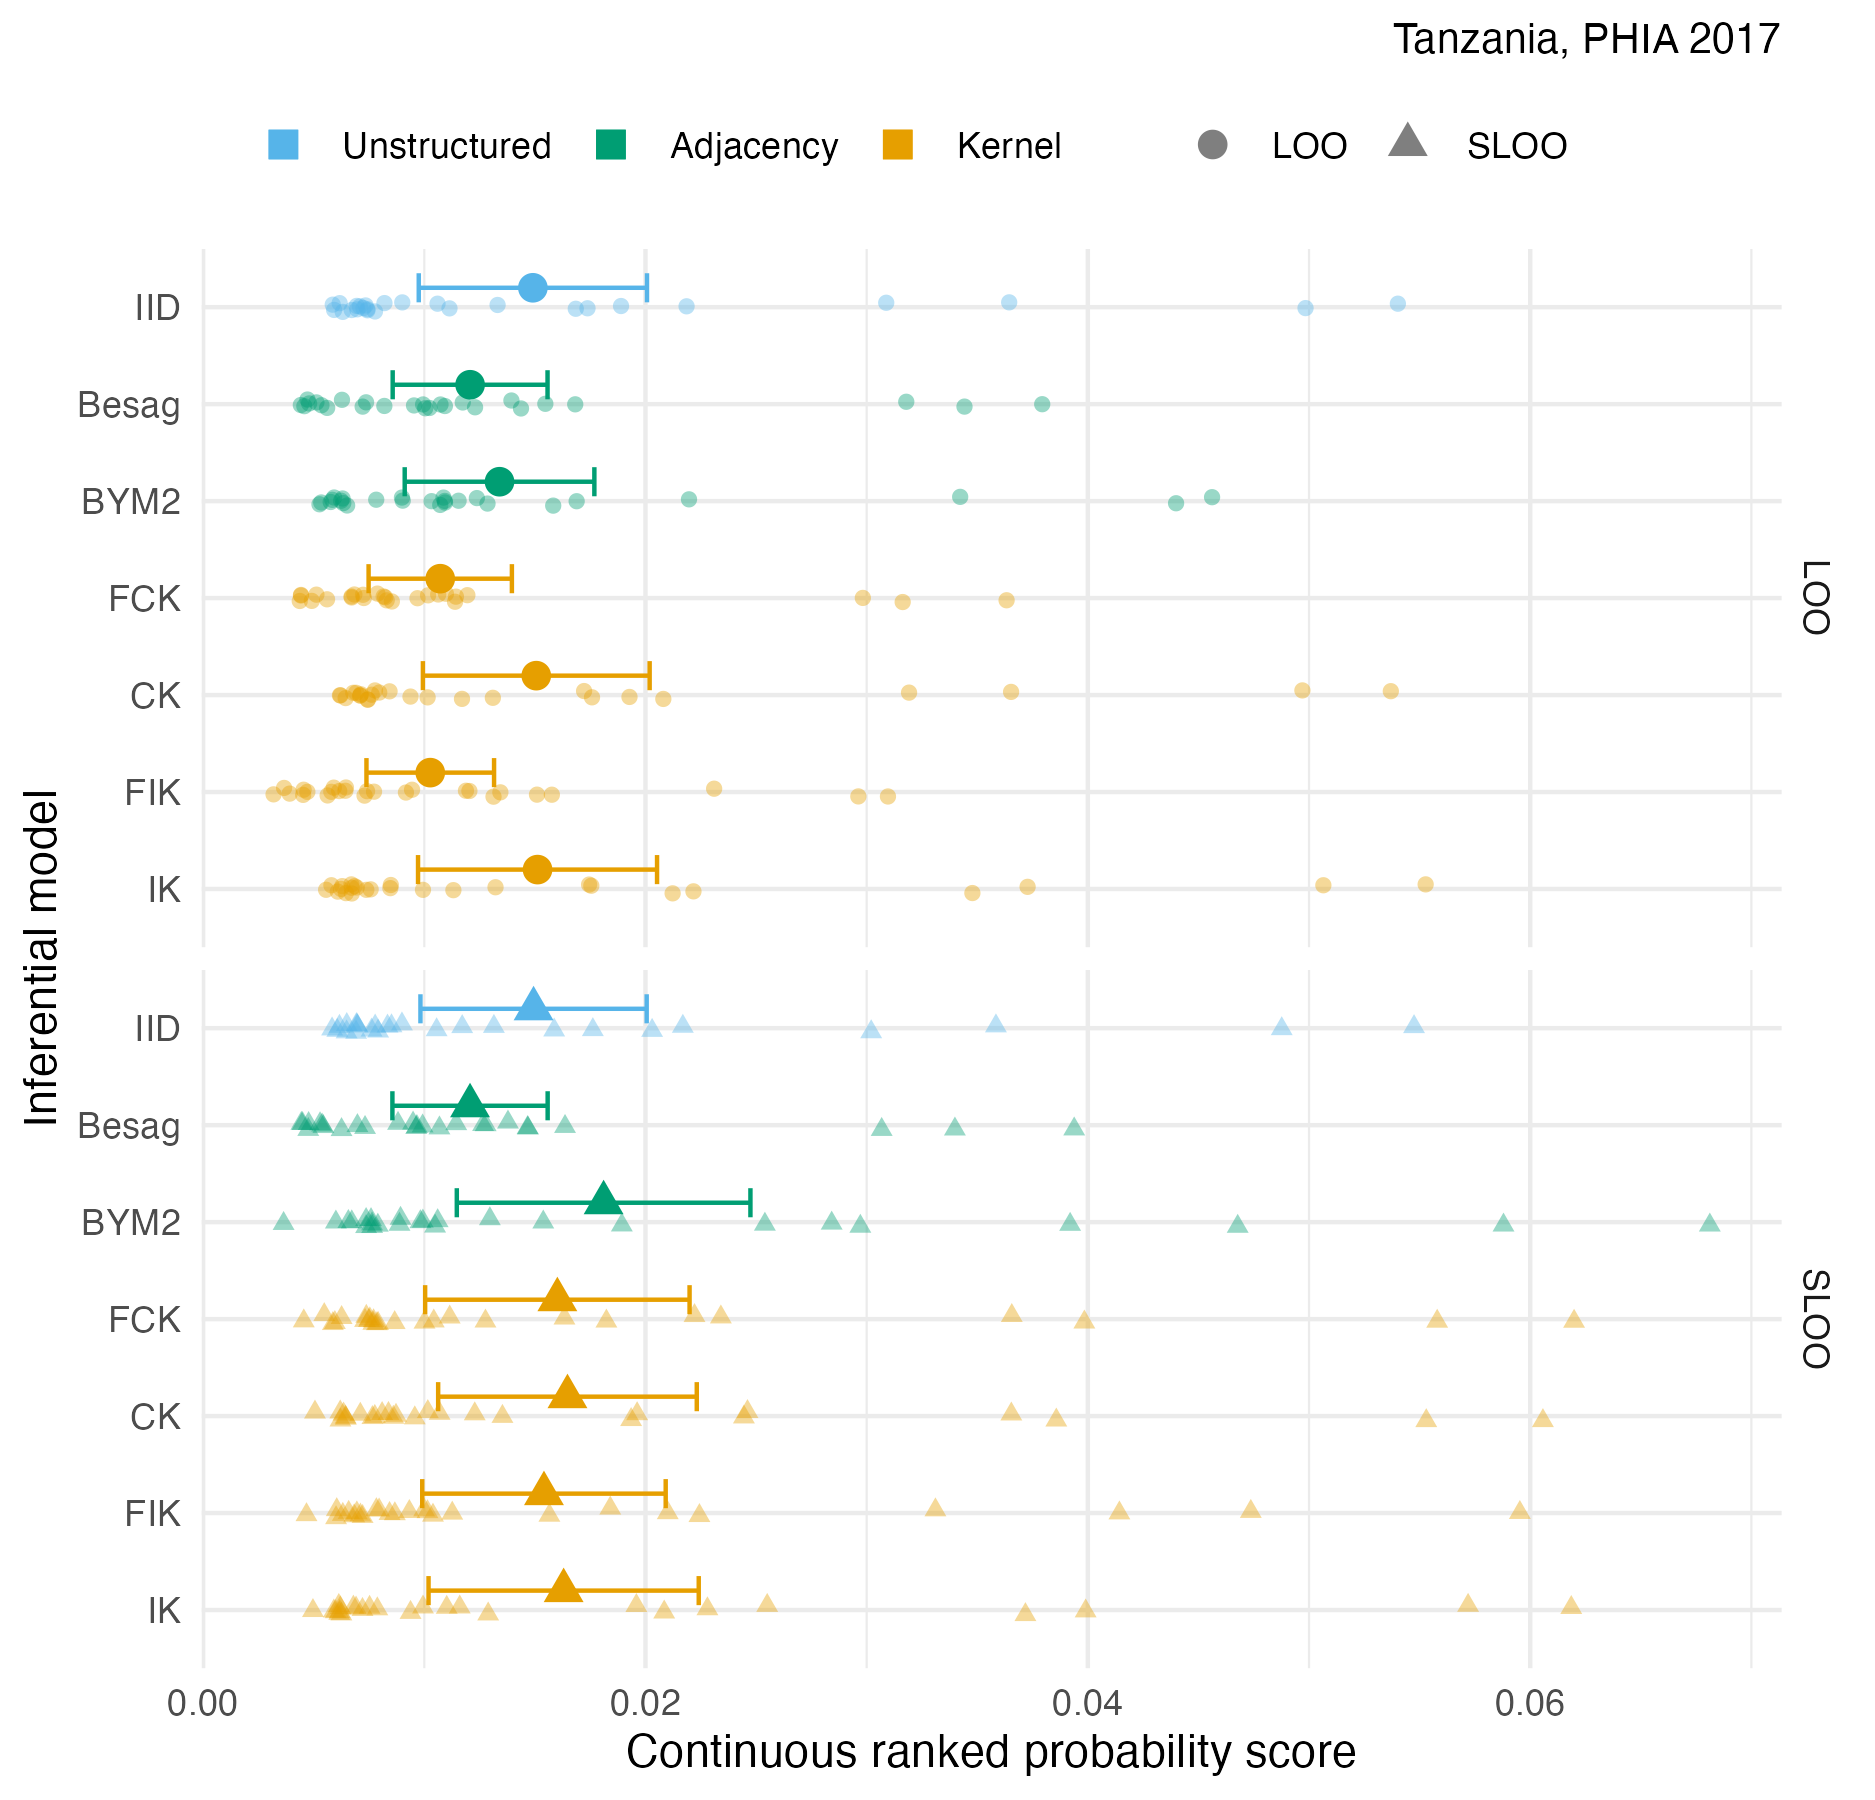 Tanzania, PHIA 2017
Unstructured Adjacency Kernel LOO SLOO
IID
Besag
BYM2
FCK
CK
FIK
IK
LOO
IID
Besag
BYM2
FCK
CK
FIK
IK
SLOO
Inferential model
0.00 0.02 0.04 0.06
Continuous ranked probability score